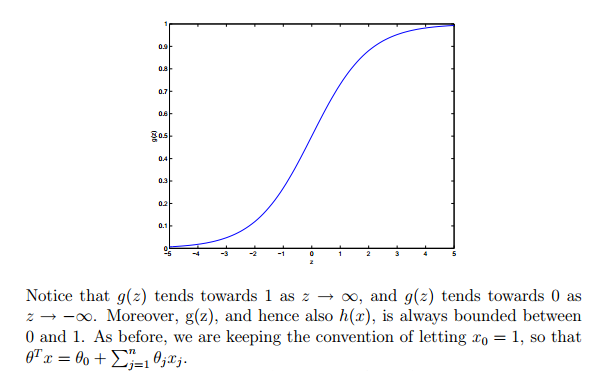 1
0.9
0.8
0.7
0.6
g(z) 0.5
0.4
0.3
0.2
0.1
0
−5 −4 −3 −2 −1 0 1 2 3 4 5
z
Notice that g(z) tends towards 1 as z → ∞, and g(z) tends towards 0 as
z → −∞. Moreover, g(z), and hence also h(x), is always bounded between
0 and 1. As before, we are keeping the convention of letting x₀ = 1, so that
θᵀx = θ₀ + ∑ⁿⱼ₌₁ θⱼxⱼ.